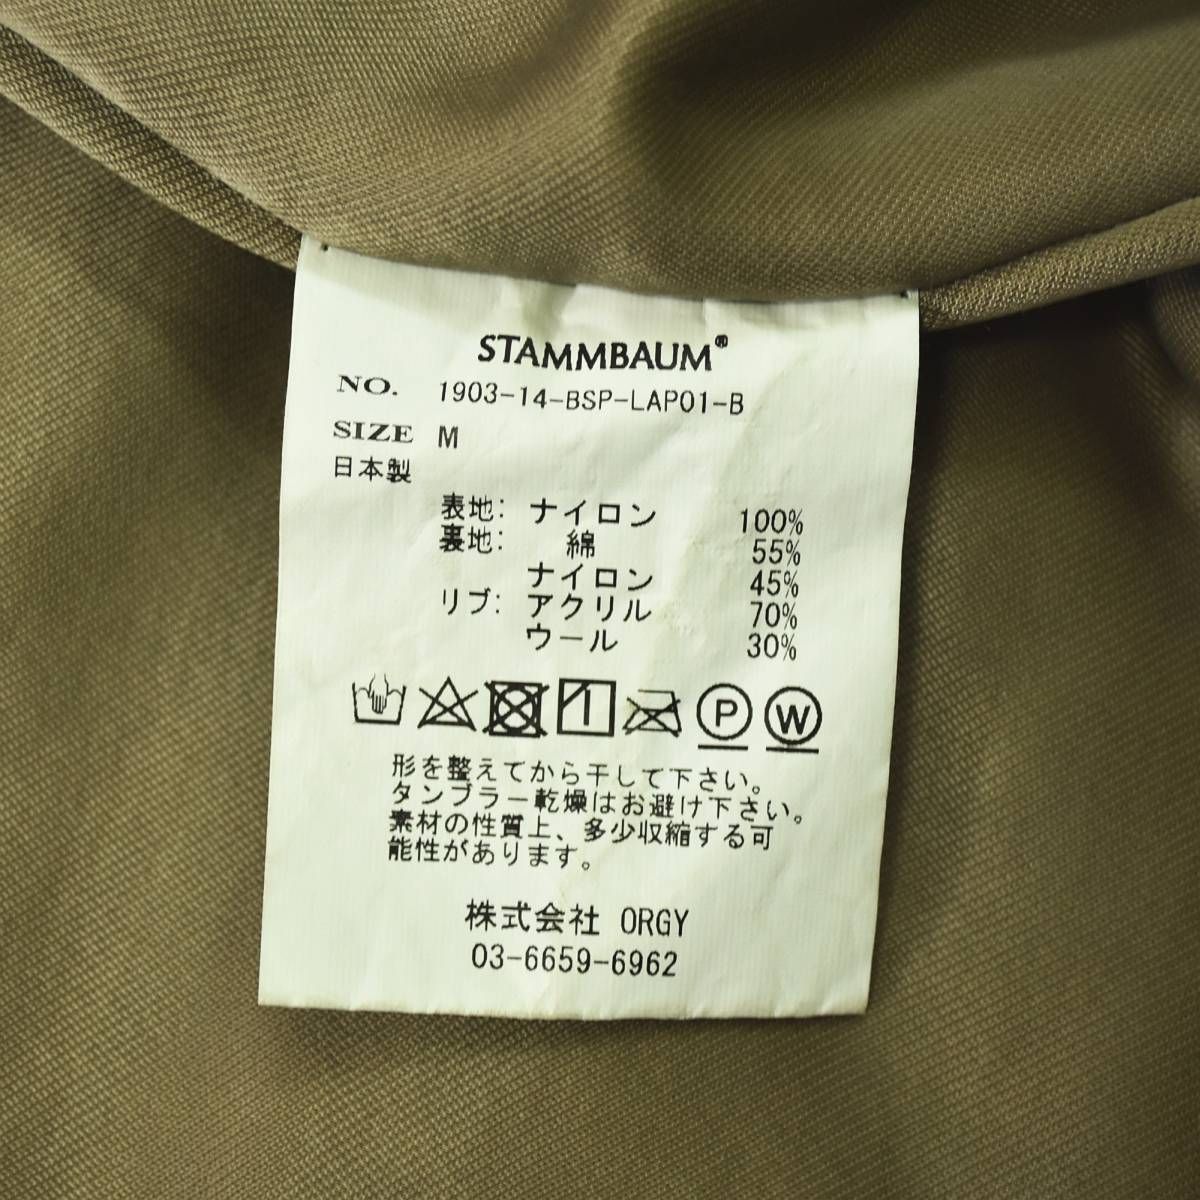 STAMMBAUM®
NO. 1903-14-BSP-LAP01-B
SIZE M
日本製
表地: ナイロン 100%
裏地: 綿 55%
ナイロン 45%
リブ: アクリル 70%
ウール 30%
P W
形を整えてから干して下さい。
タンブラー乾燥はお避け下さい。
素材の性質上、多少収縮する可
能性があります。
株式会社 ORGY
03-6659-6962